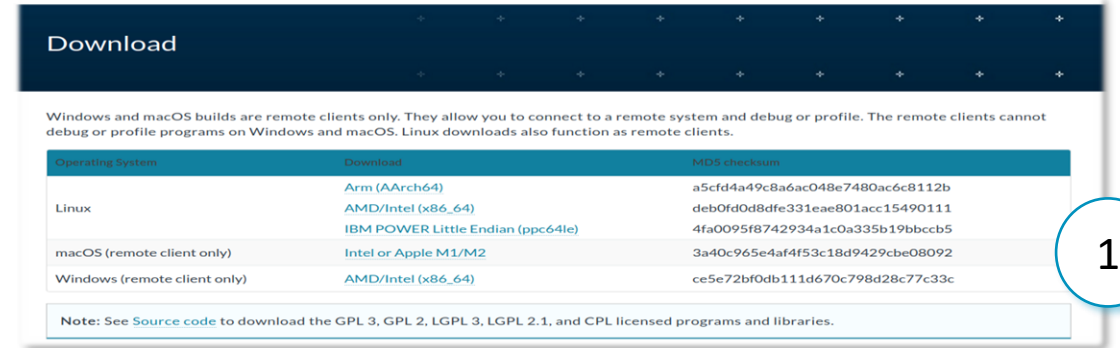 Download
Windows and macOS builds are remote clients only. They allow you to connect to a remote system and debug or profile. The remote clients cannot
debug or profile programs on Windows and macOS. Linux downloads also function as remote clients.
Operating System Download MD5 checksum
Arm (AArch64) a5cfd4a49c8a6ac048e7480ac6c8112b
Linux AMD/Intel (x86_64) deb0fd0d8dfe331eae801acc15490111
IBM POWER Little Endian (ppc64le) 4fa0095f8742934a1c0a335b19bbccb5
macOS (remote client only) Intel or Apple M1/M2 3a40c965e4af4f53c18d9429cbe08092
Windows (remote client only) AMD/Intel (x86_64) ce5e72bf0db111d670c798d28c77c33c
1
Note: See Source code to download the GPL 3, GPL 2, LGPL 3, LGPL 2.1, and CPL licensed programs and libraries.